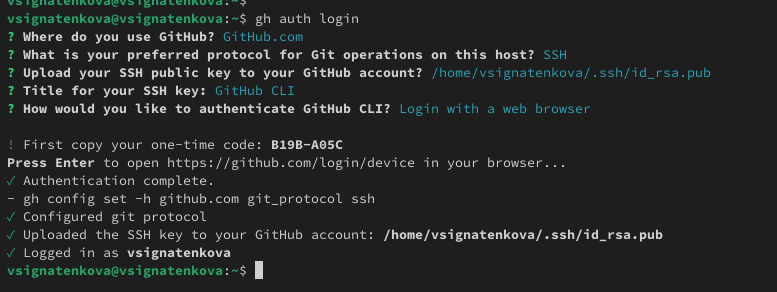 vsignatenkova@vsignatenkova:~$
vsignatenkova@vsignatenkova:~$ gh auth login
? Where do you use GitHub? GitHub.com
? What is your preferred protocol for Git operations on this host? SSH
? Upload your SSH public key to your GitHub account? /home/vsignatenkova/.ssh/id_rsa.pub
? Title for your SSH key: GitHub CLI
? How would you like to authenticate GitHub CLI? Login with a web browser
! First copy your one-time code: B19B-A05C
Press Enter to open https://github.com/login/device in your browser...
✓ Authentication complete.
- gh config set -h github.com git_protocol ssh
✓ Configured git protocol
✓ Uploaded the SSH key to your GitHub account: /home/vsignatenkova/.ssh/id_rsa.pub
✓ Logged in as vsignatenkova
vsignatenkova@vsignatenkova:~$